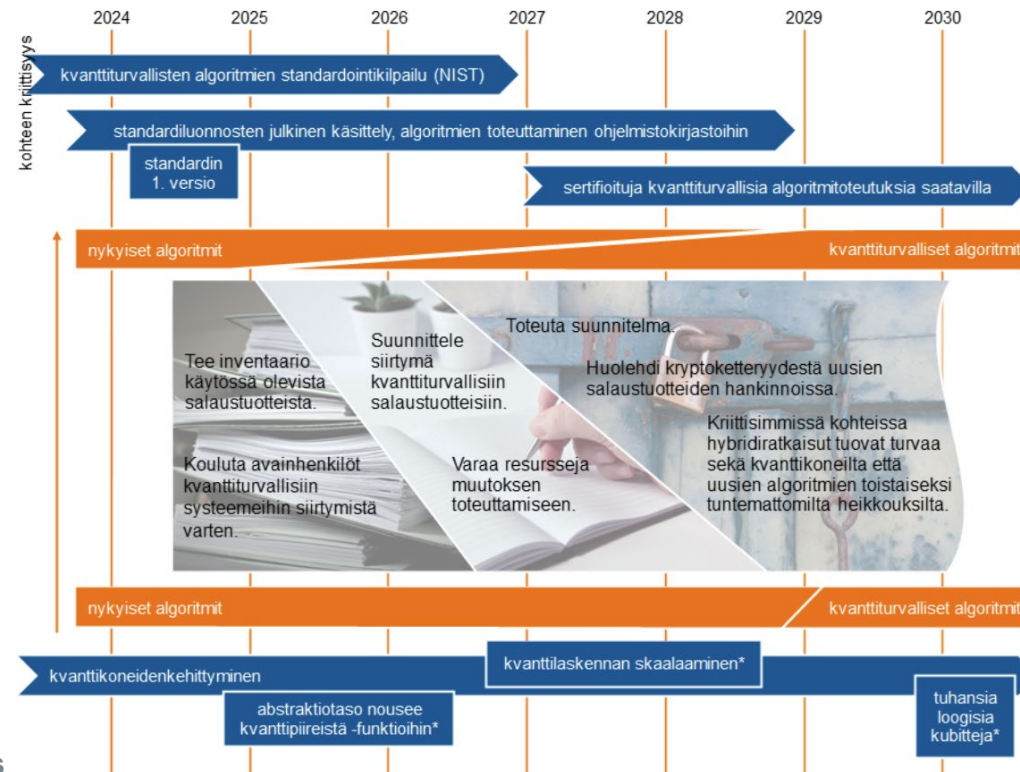 2024 2025 2026 2027 2028 2029 2030
kohteen kriittisyys
kvanttiturvallisten algoritmien standardointikilpailu (NIST)
standardiluonnosten julkinen käsittely, algoritmien toteuttaminen ohjelmistokirjastoihin
standardin
1. versio
sertifioituja kvanttiturvallisia algoritmitoteutuksia saatavilla
nykyiset algoritmit
kvanttiturvalliset algoritmit
Tee inventaario
käytössä olevista
salaustuotteista.
Kouluta avainhenkilöt
kvanttiturvallisiin
systeemeihin siirtymistä
varten.
Suunnittele
siirtymä
kvanttiturvallisiin
salaustuotteisiin.
Varaa resursseja
muutoksen
toteuttamiseen.
Toteuta suunnitelma.
Huolehdi kryptoketteryydestä uusien
salaustuotteiden hankinnoissa.
Kriittisimmissä kohteissa
hybridiratkaisut tuovat turvaa
sekä kvanttikoneilta että
uusien algoritmien toistaiseksi
tuntemattomilta heikkouksilta.
nykyiset algoritmit
kvanttiturvalliset algoritmit
kvanttikoneidenkehittyminen
kvanttilaskennan skaalaaminen*
abstraktiotaso nousee
kvanttipiireistä -funktioihin*
tuhansia
loogisia
kubitteja*
s